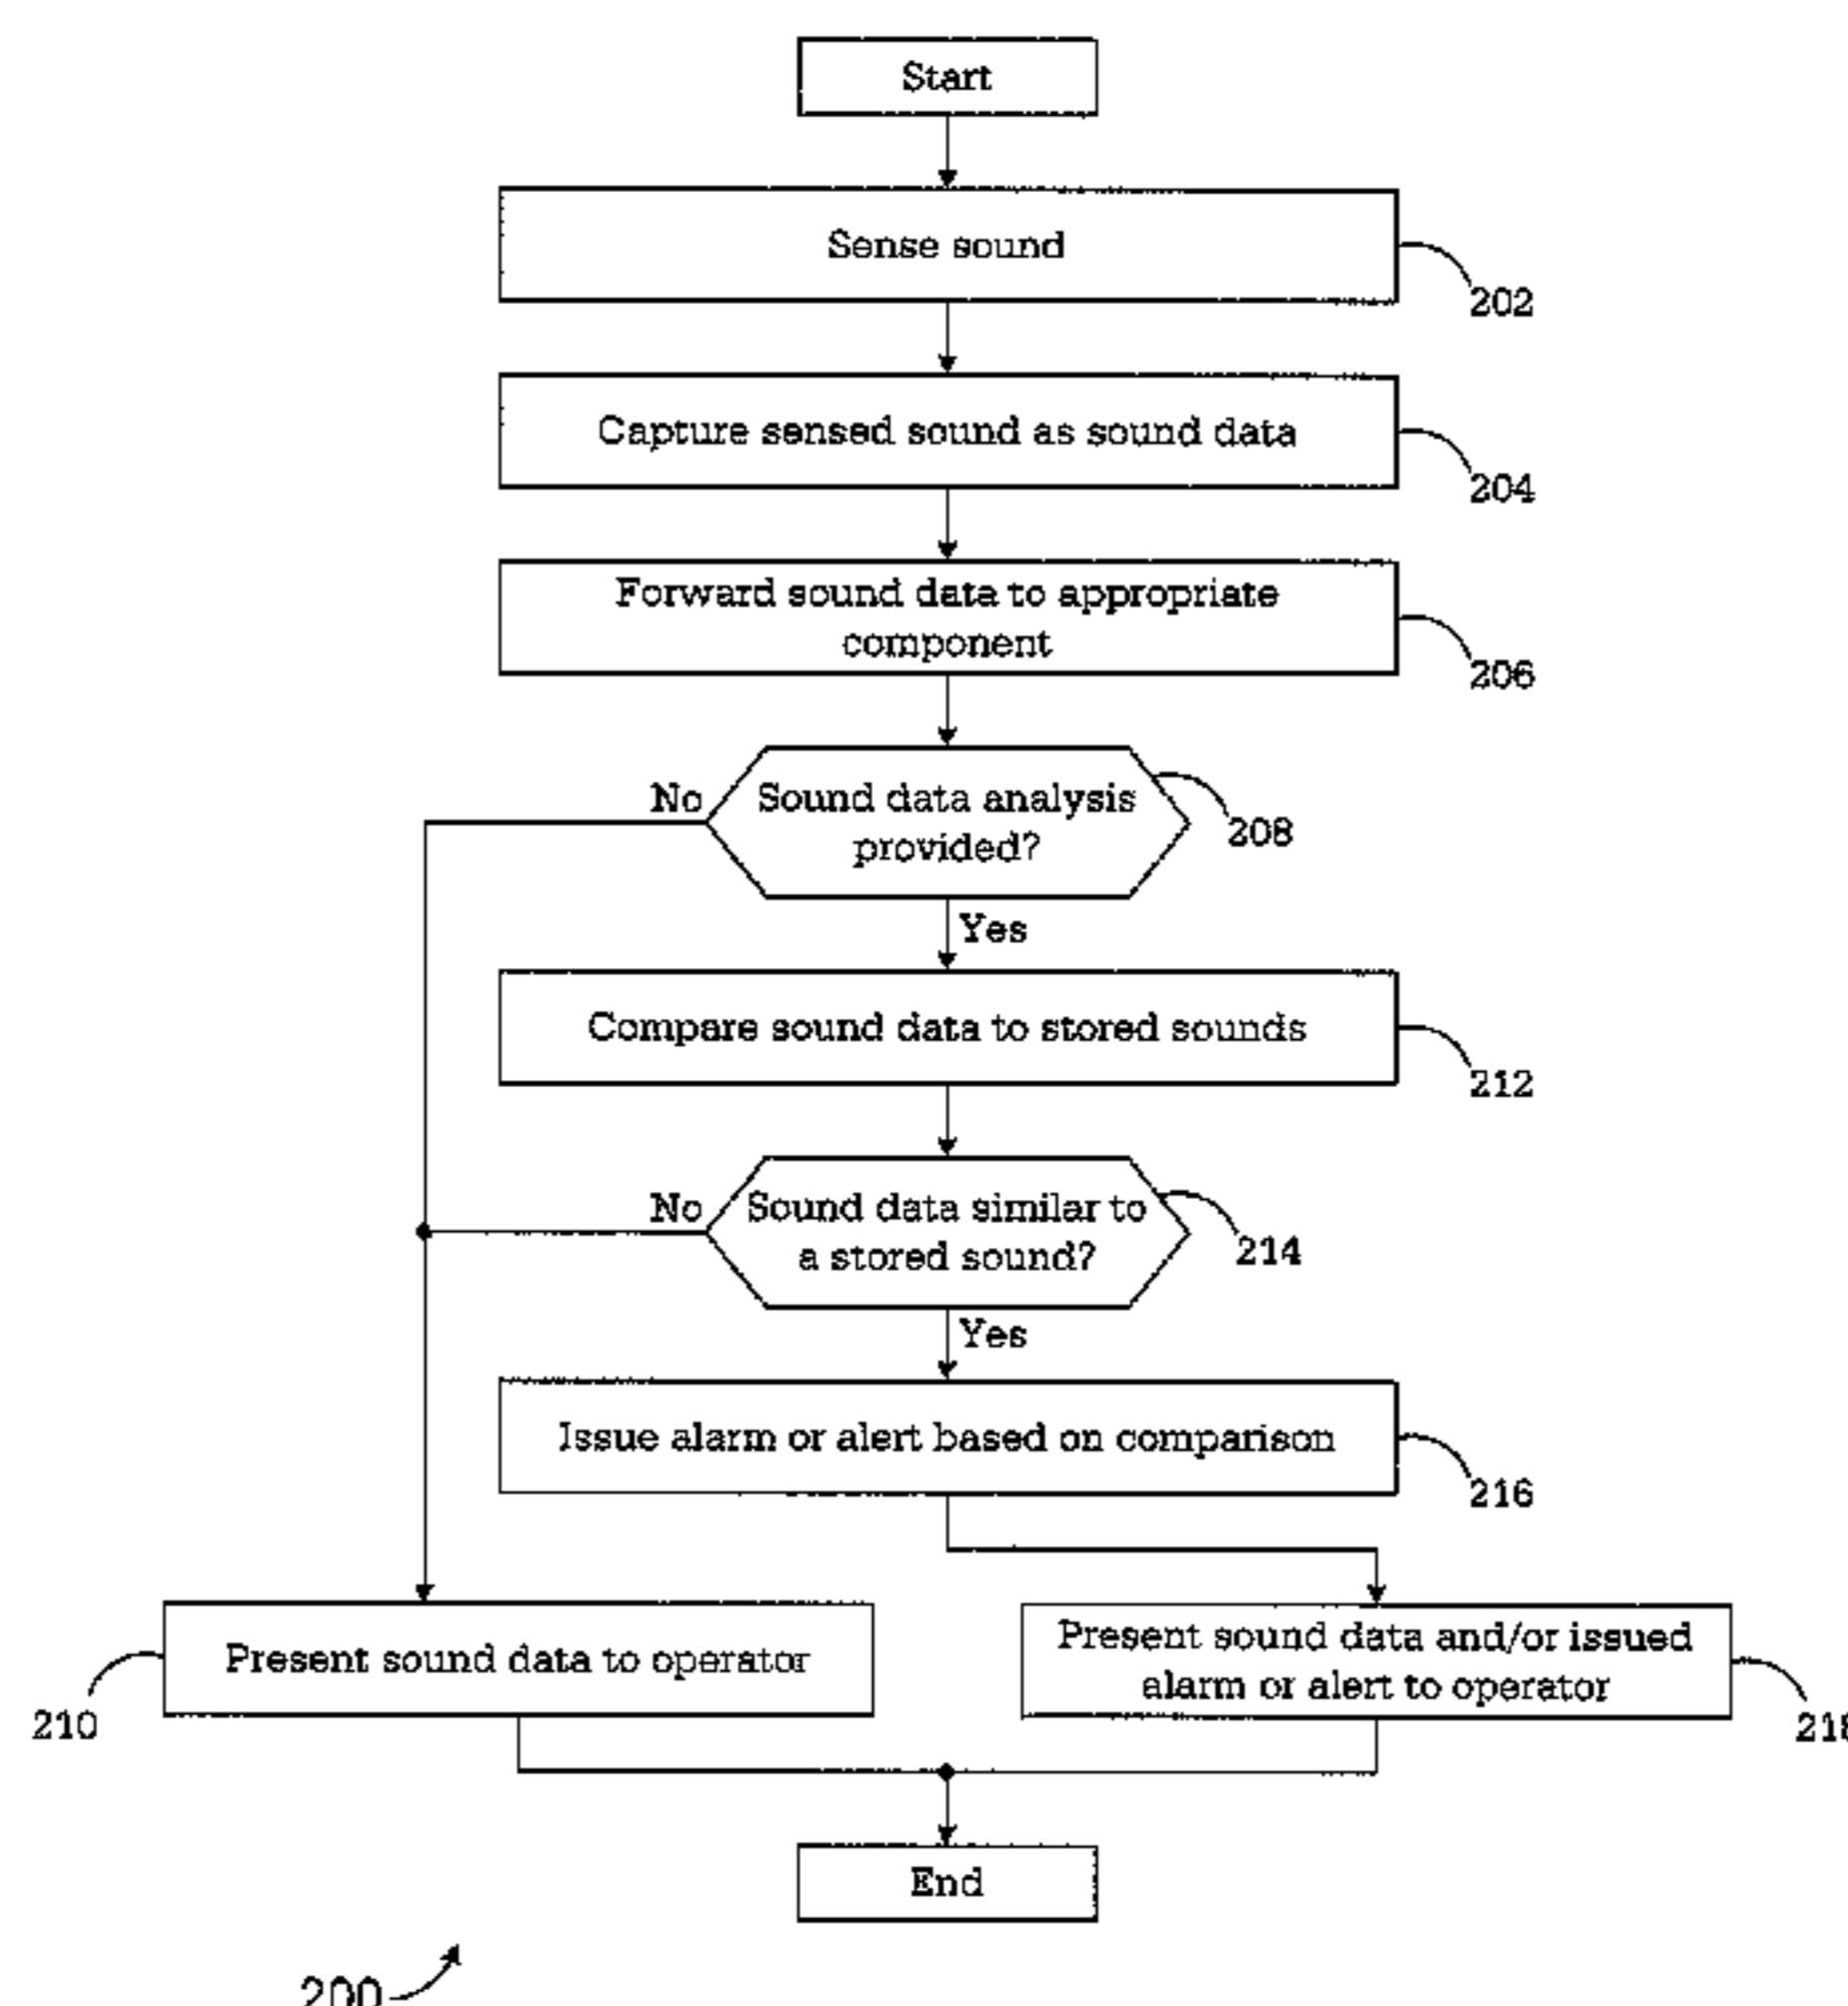 Start
Sense sound
202
Capture sensed sound as sound data
204
Forward sound data to appropriate
component
206
No
Sound data analysis
provided?
208
Yes
Compare sound data to stored sounds
212
No
Sound data similar to
a stored sound?
214
Yes
Issue alarm or alert based on comparison
216
Present sound data to operator
210
Present sound data and/or issued
alarm or alert to operator
218
End
200